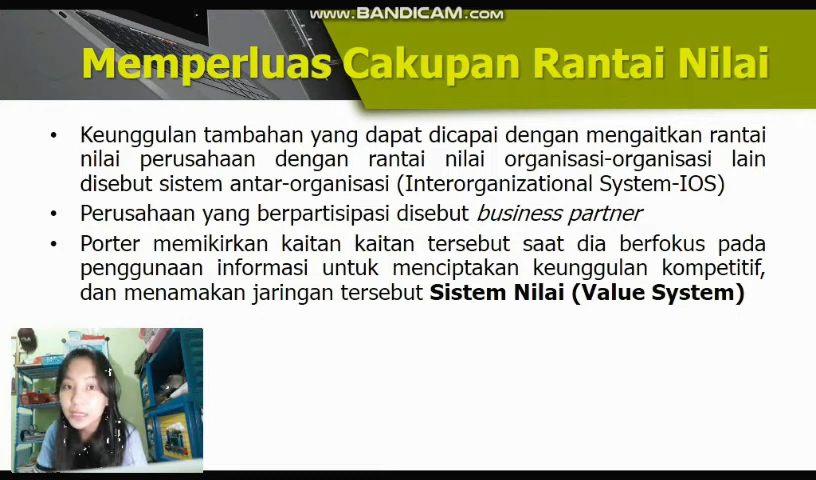 WWW.BANDICAM.COM
Memperluas Cakupan Rantai Nilai
• Keunggulan tambahan yang dapat dicapai dengan mengaitkan rantai
nilai perusahaan dengan rantai nilai organisasi-organisasi lain
disebut sistem antar-organisasi (Interorganizational System-IOS)
• Perusahaan yang berpartisipasi disebut business partner
• Porter memikirkan kaitan kaitan tersebut saat dia berfokus pada
penggunaan informasi untuk menciptakan keunggulan kompetitif,
dan menamakan jaringan tersebut Sistem Nilai (Value System)